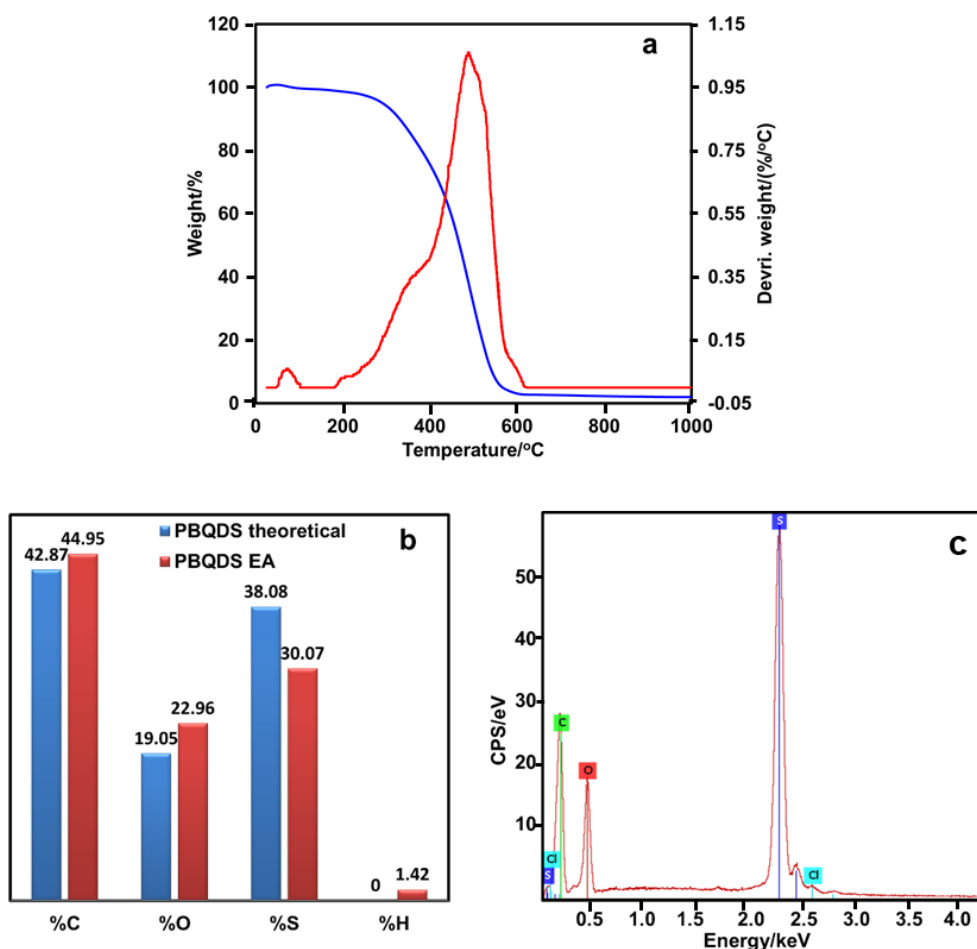 a
120
100
80
60
40
20
0
Weight/%
1.15
0.95
0.75
0.55
0.35
0.15
-0.05
Devri. weight/(%/°C)
0 200 400 600 800 1000
Temperature/°C
b
PBQDS theoretical
PBQDS EA
42.87 44.95
19.05 22.96
38.08 30.07
0 1.42
%C %O %S %H
c
S
C
O
Cl
S
Cl
50
40
30
20
10
CPS/eV
0.5 1.0 1.5 2.0 2.5 3.0 3.5 4.0
Energy/keV